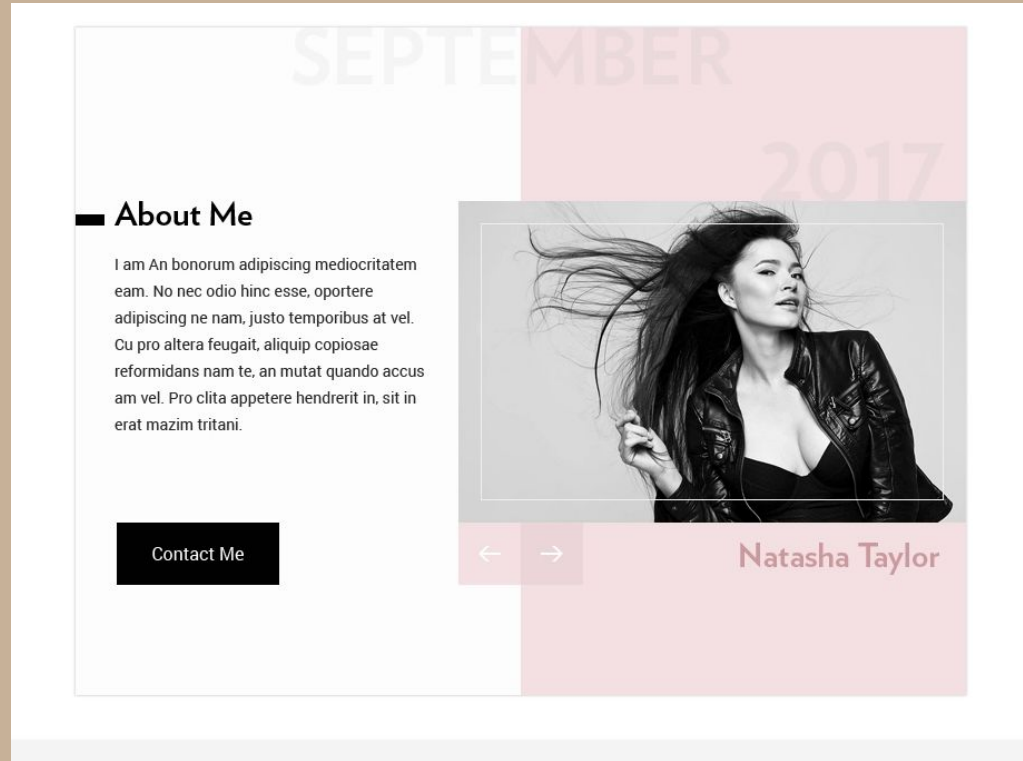 SEPTEMBER
2017
About Me
I am An bonorum adipiscing mediocritatem
eam. No nec odio hinc esse, oportere
adipiscing ne nam, justo temporibus at vel.
Cu pro altera feugait, aliquip copiosae
reformidans nam te, an mutat quando accus
am vel. Pro clita appetere hendrerit in, sit in
erat mazim tritani.
Contact Me
Natasha Taylor